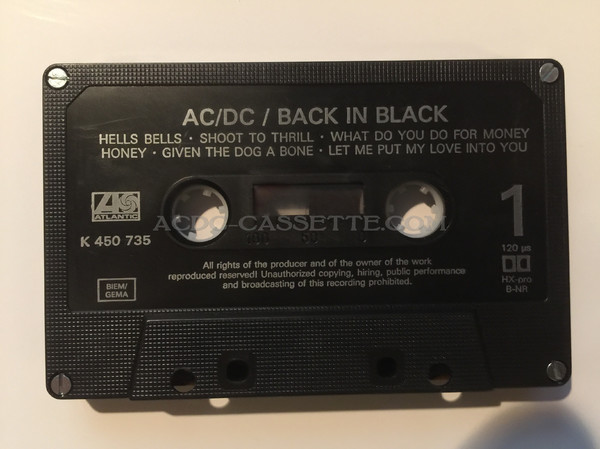 AC/DC / BACK IN BLACK
HELLS BELLS · SHOOT TO THRILL · WHAT DO YOU DO FOR MONEY
HONEY · GIVEN THE DOG A BONE · LET ME PUT MY LOVE INTO YOU
ATLANTIC
K 450 735
ACDC-CASSETTE.COM
1
120 µs
HX-pro
B-NR
All rights of the producer and of the owner of the work
reproduced reserved! Unauthorized copying, hiring, public performance
and broadcasting of this recording prohibited.
BIEM/
GEMA